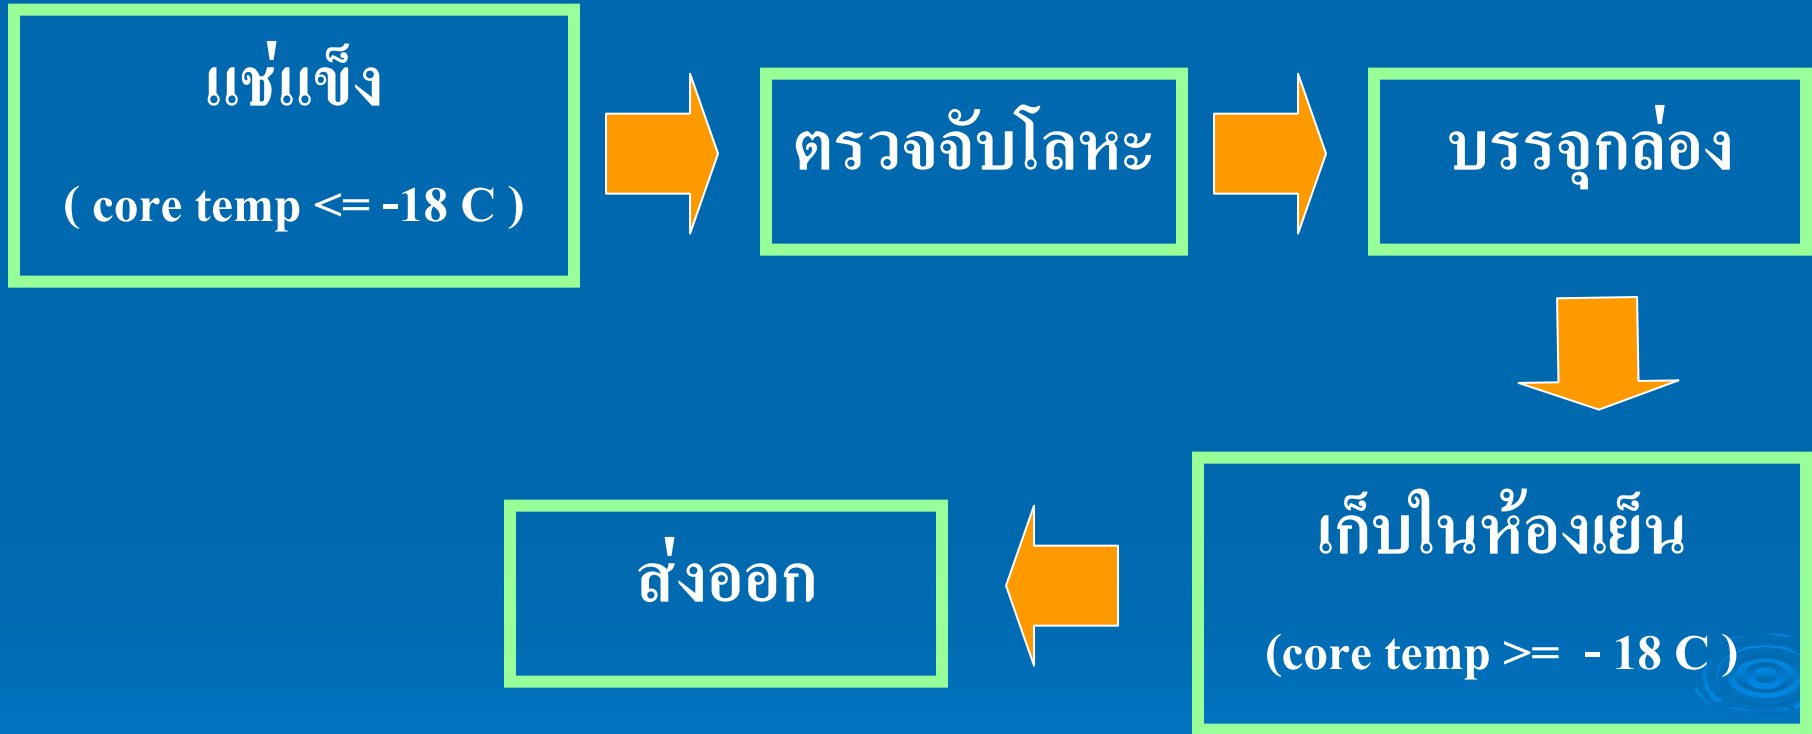 แช่แข็ง
( core temp <= -18 C )
ตรวจจับโลหะ
บรรจุกล่อง
เก็บในห้องเย็น
(core temp >=  - 18 C )
ส่งออก